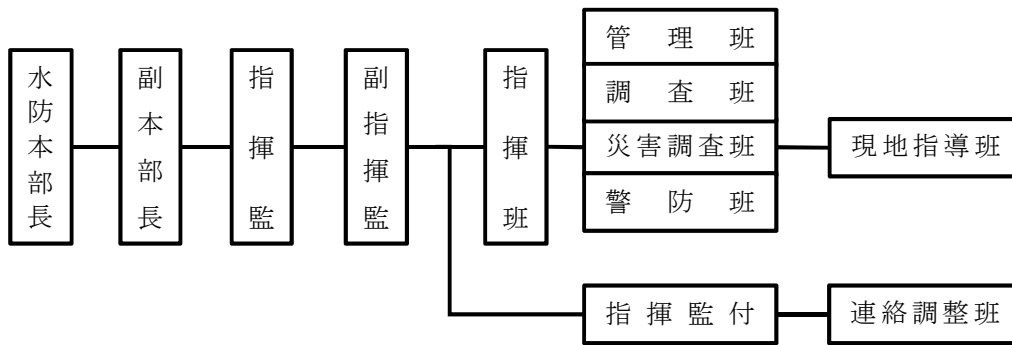 水防本部長
副本部長
指揮監
副指揮監
指揮班
管理班
調査班
災害調査班
警防班
現地指導班
指揮監付
連絡調整班